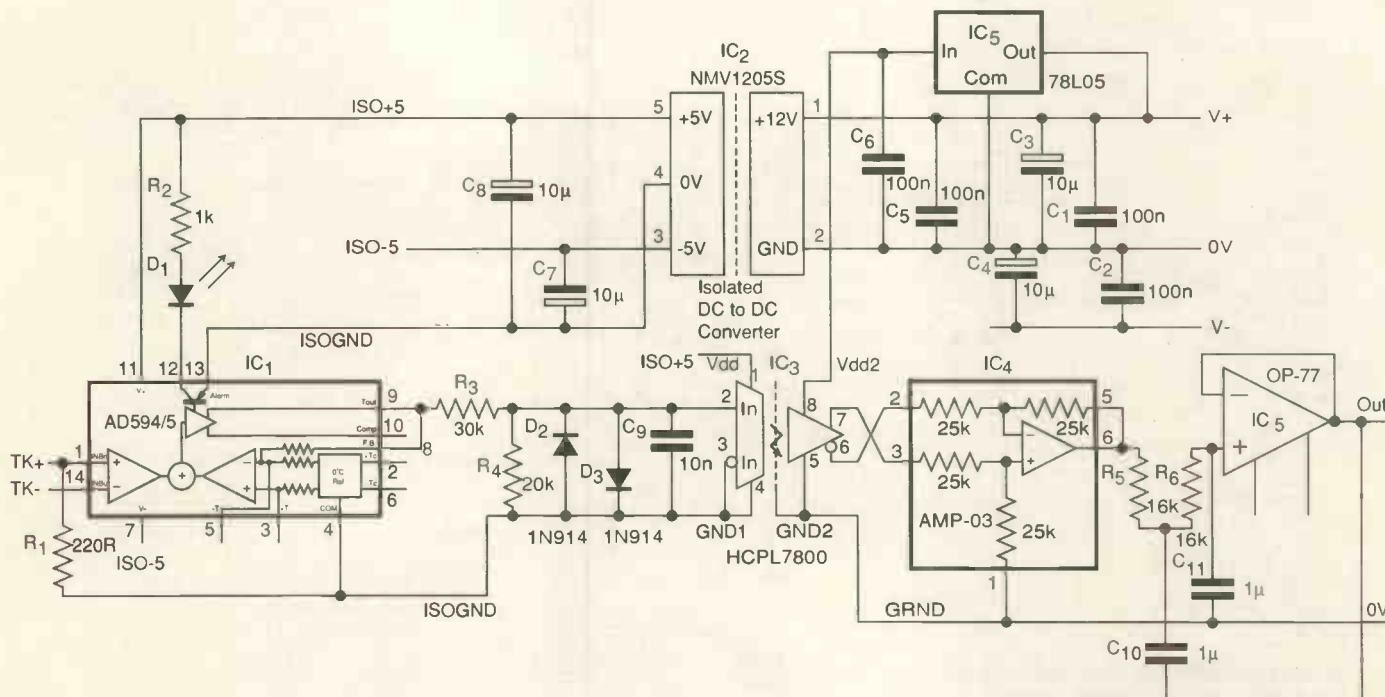 IC5
In
Out
Com
78L05
IC2
NMV1205S
ISO+5
5
+5V
+12V
1
V+
R2
1k
C8
10µ
4
0V
C6
100n
C5
100n
C3
10µ
C1
100n
ISO-5
3
-5V
GND
2
0V
D1
C7
10µ
Isolated
DC to DC
Converter
C4
10µ
C2
100n
V-
ISOGND
11
12
13
IC1
ISO+5
Vdd
1
IC3
Vdd2
IC4
OP-77
IC5
Out
V+
Alarm
AD594/5
Tout
9
Comp
10
F.B
8
R3
30k
D2
D3
C9
10n
2
In
3
In
4
8
7
6
5
2
25k
25k
5
6
3
25k
R5
16k
R6
16k
TK+
1
TK-
14
0°C
Ref
2
6
V-
COM
7
5
3
4
-T
R4
20k
R1
220R
ISO-5
1N914
1N914
GND1
GND2
HCPL7800
AMP-03
25k
1
C11
1µ
ISOGND
GRND
0V
C10
1µ